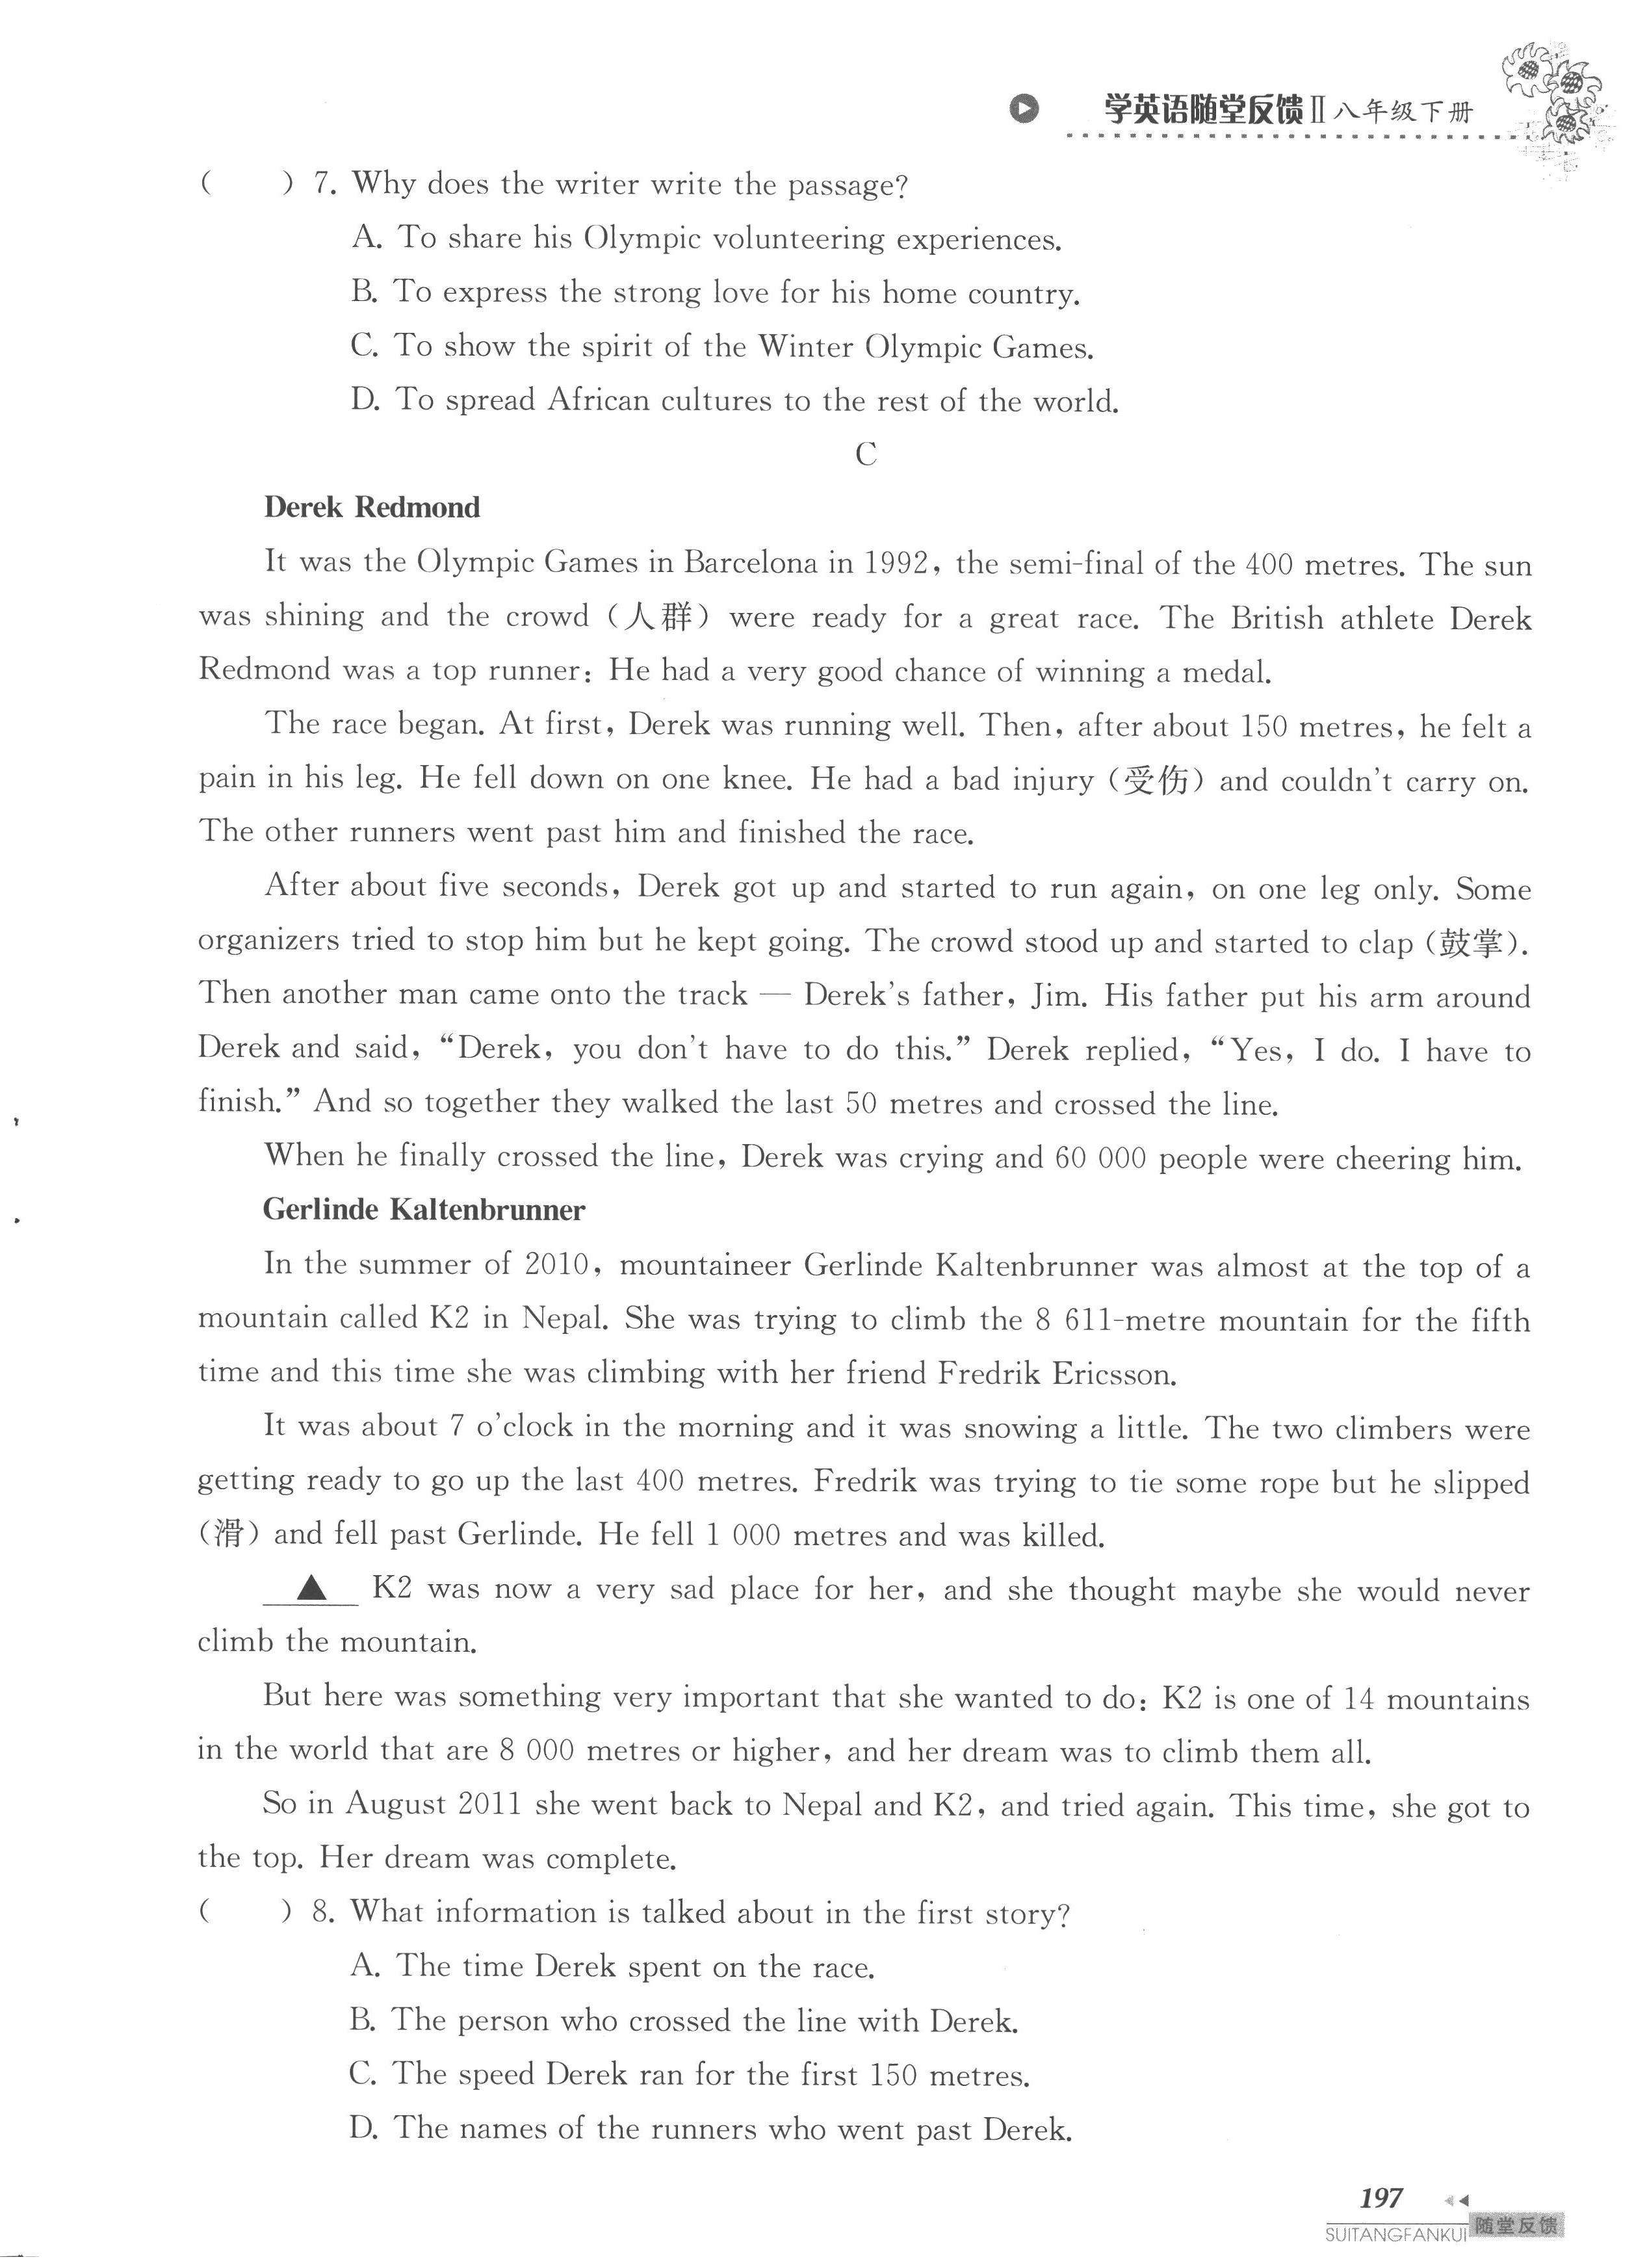 学英语随堂反馈Ⅱ八年级下册
(    ) 7. Why does the writer write the passage?
A. To share his Olympic volunteering experiences.
B. To express the strong love for his home country.
C. To show the spirit of the Winter Olympic Games.
D. To spread African cultures to the rest of the world.
C
Derek Redmond
It was the Olympic Games in Barcelona in 1992, the semi-final of the 400 metres. The sun
was shining and the crowd (人群) were ready for a great race. The British athlete Derek
Redmond was a top runner: He had a very good chance of winning a medal.
The race began. At first, Derek was running well. Then, after about 150 metres, he felt a
pain in his leg. He fell down on one knee. He had a bad injury (受伤) and couldn't carry on.
The other runners went past him and finished the race.
After about five seconds, Derek got up and started to run again, on one leg only. Some
organizers tried to stop him but he kept going. The crowd stood up and started to clap (鼓掌).
Then another man came onto the track — Derek's father, Jim. His father put his arm around
Derek and said, “Derek, you don't have to do this.” Derek replied, “Yes, I do. I have to
finish.” And so together they walked the last 50 metres and crossed the line.
When he finally crossed the line, Derek was crying and 60 000 people were cheering him.
Gerlinde Kaltenbrunner
In the summer of 2010, mountaineer Gerlinde Kaltenbrunner was almost at the top of a
mountain called K2 in Nepal. She was trying to climb the 8 611-metre mountain for the fifth
time and this time she was climbing with her friend Fredrik Ericsson.
It was about 7 o'clock in the morning and it was snowing a little. The two climbers were
getting ready to go up the last 400 metres. Fredrik was trying to tie some rope but he slipped
(滑) and fell past Gerlinde. He fell 1 000 metres and was killed.
▲ K2 was now a very sad place for her, and she thought maybe she would never
climb the mountain.
But here was something very important that she wanted to do: K2 is one of 14 mountains
in the world that are 8 000 metres or higher, and her dream was to climb them all.
So in August 2011 she went back to Nepal and K2, and tried again. This time, she got to
the top. Her dream was complete.
(    ) 8. What information is talked about in the first story?
A. The time Derek spent on the race.
B. The person who crossed the line with Derek.
C. The speed Derek ran for the first 150 metres.
D. The names of the runners who went past Derek.
197
SUITANGFANKUI 随堂反馈